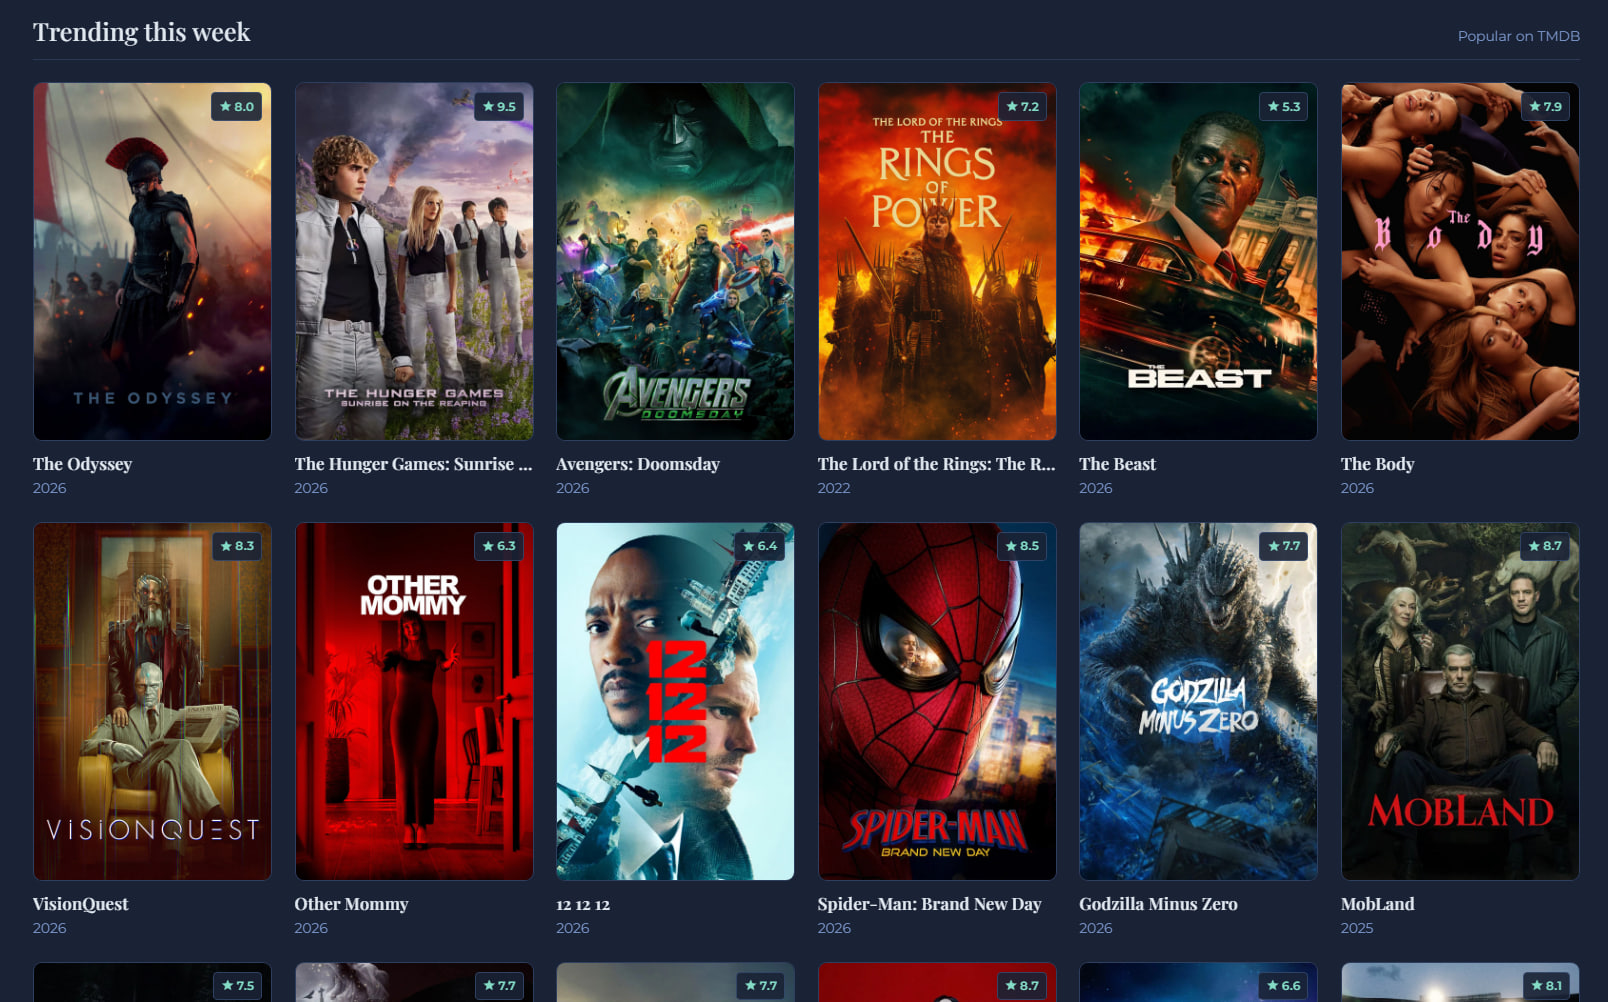 Trending this week
Popular on TMDB
★ 8.0
THE ODYSSEY
★ 9.5
THE HUNGER GAMES
SUNRISE ON THE REAPING
AVENGERS
DOOMSDAY
★ 7.2
THE LORD OF THE RINGS
THE
RINGS
OF
POWER
★ 5.3
THE
BEAST
★ 7.9
The
Body
The Odyssey
2026
The Hunger Games: Sunrise ...
2026
Avengers: Doomsday
2026
The Lord of the Rings: The R...
2022
The Beast
2026
The Body
2026
★ 8.3
VISIONQUEST
★ 6.3
OTHER
MOMMY
★ 6.4
12
12
12
★ 8.5
SPIDER-MAN
BRAND NEW DAY
★ 7.7
GODZILLA
MINUS ZERO
★ 8.7
MOBLAND
VisionQuest
2026
Other Mommy
2026
12 12 12
2026
Spider-Man: Brand New Day
2026
Godzilla Minus Zero
2026
MobLand
2025
★ 7.5
★ 7.7
★ 7.7
★ 8.7
★ 6.6
★ 8.1